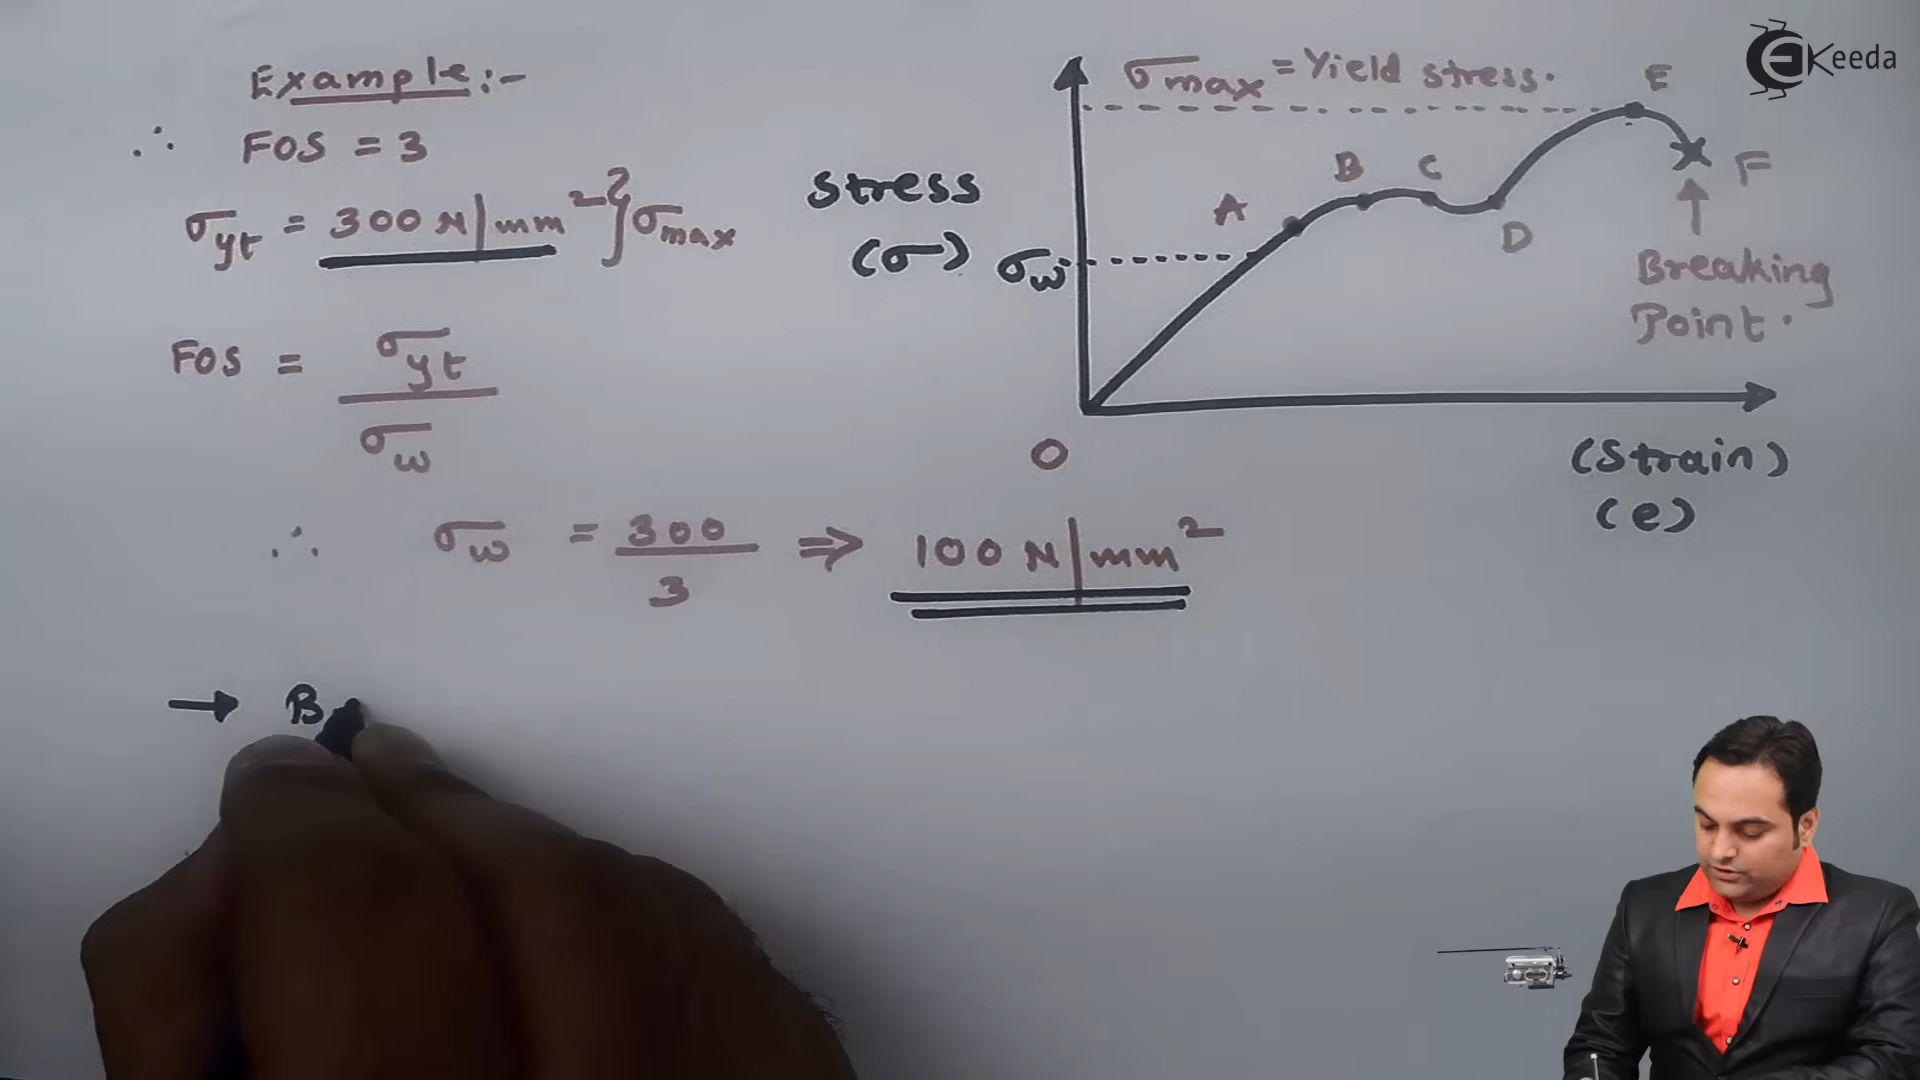 Example:-
∴ FOS = 3
σyt = 300 N/mm² } σmax
FOS = σyt / σw
∴ σw = 300 / 3 ⇒ 100 N/mm²
→ B
σmax = Yield stress.
E
A
B
C
D
F
Stress
(σ)
σw
Breaking
Point.
O
(Strain)
(e)
EKeeda